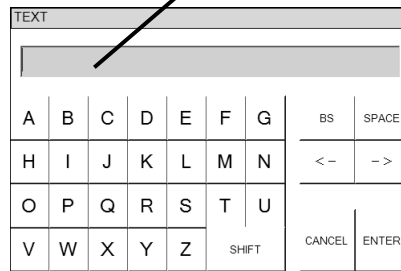 TEXT
A B C D E F G BS SPACE
H I J K L M N <- ->
O P Q R S T U
V W X Y Z SHIFT CANCEL ENTER